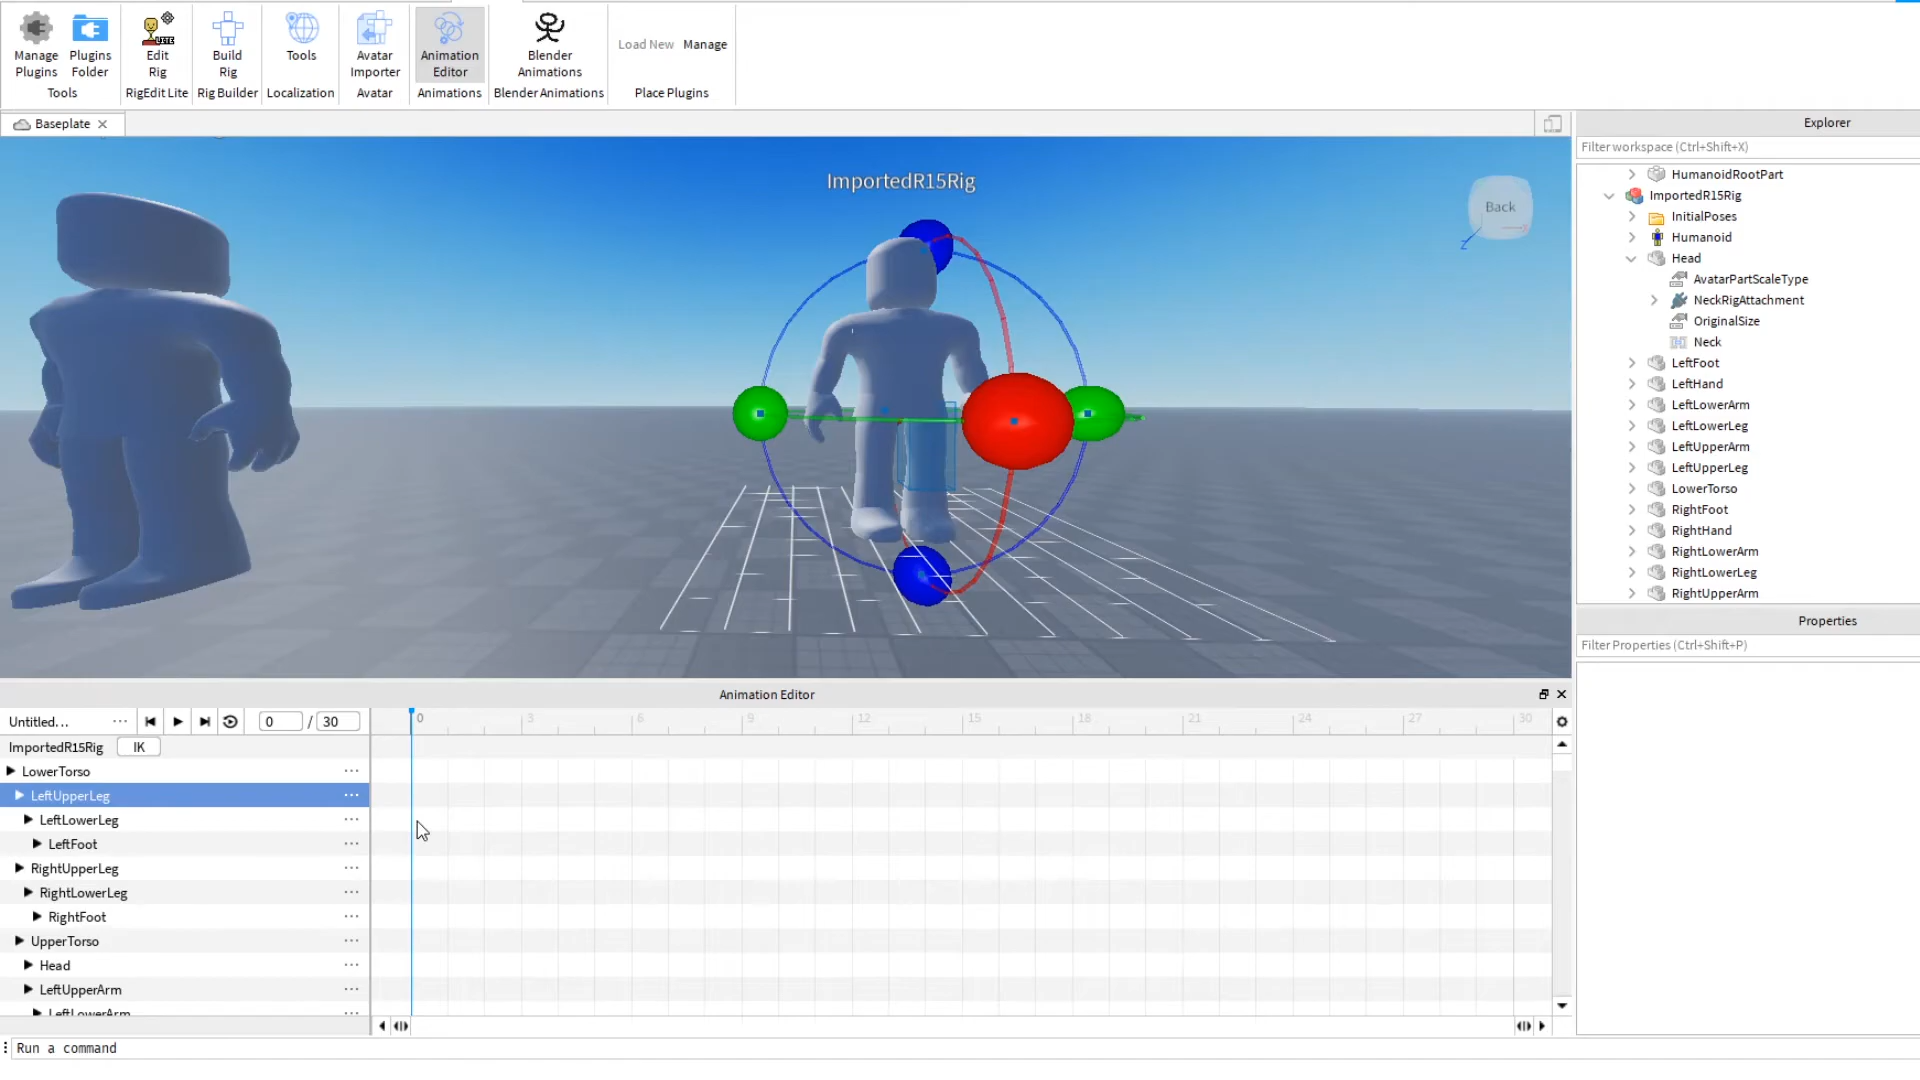 Manage Plugins
Plugins Folder
Edit Rig
Build Rig
Tools
Avatar Importer
Animation Editor
Blender Animations
Load New Manage
Tools RigEdit Lite Rig Builder Localization Avatar Animations Blender Animations Place Plugins
LITE
Baseplate
Explorer
Filter workspace (Ctrl+Shift+X)
ImportedR15Rig
Back
Z
HumanoidRootPart
ImportedR15Rig
InitialPoses
Humanoid
Head
AvatarPartScaleType
NeckRigAttachment
OriginalSize
Neck
LeftFoot
LeftHand
LeftLowerArm
LeftLowerLeg
LeftUpperArm
LeftUpperLeg
LowerTorso
RightFoot
RightHand
RightLowerArm
RightLowerLeg
RightUpperArm
Properties
Filter Properties (Ctrl+Shift+P)
Animation Editor
Untitled... ... 0 / 30
0 3 6 9 12 15 18 21 24 27 30
ImportedR15Rig IK
LowerTorso ...
LeftUpperLeg ...
LeftLowerLeg ...
LeftFoot ...
RightUpperLeg ...
RightLowerLeg ...
RightFoot ...
UpperTorso ...
Head ...
LeftUpperArm ...
LeftLowerArm ...
Run a command